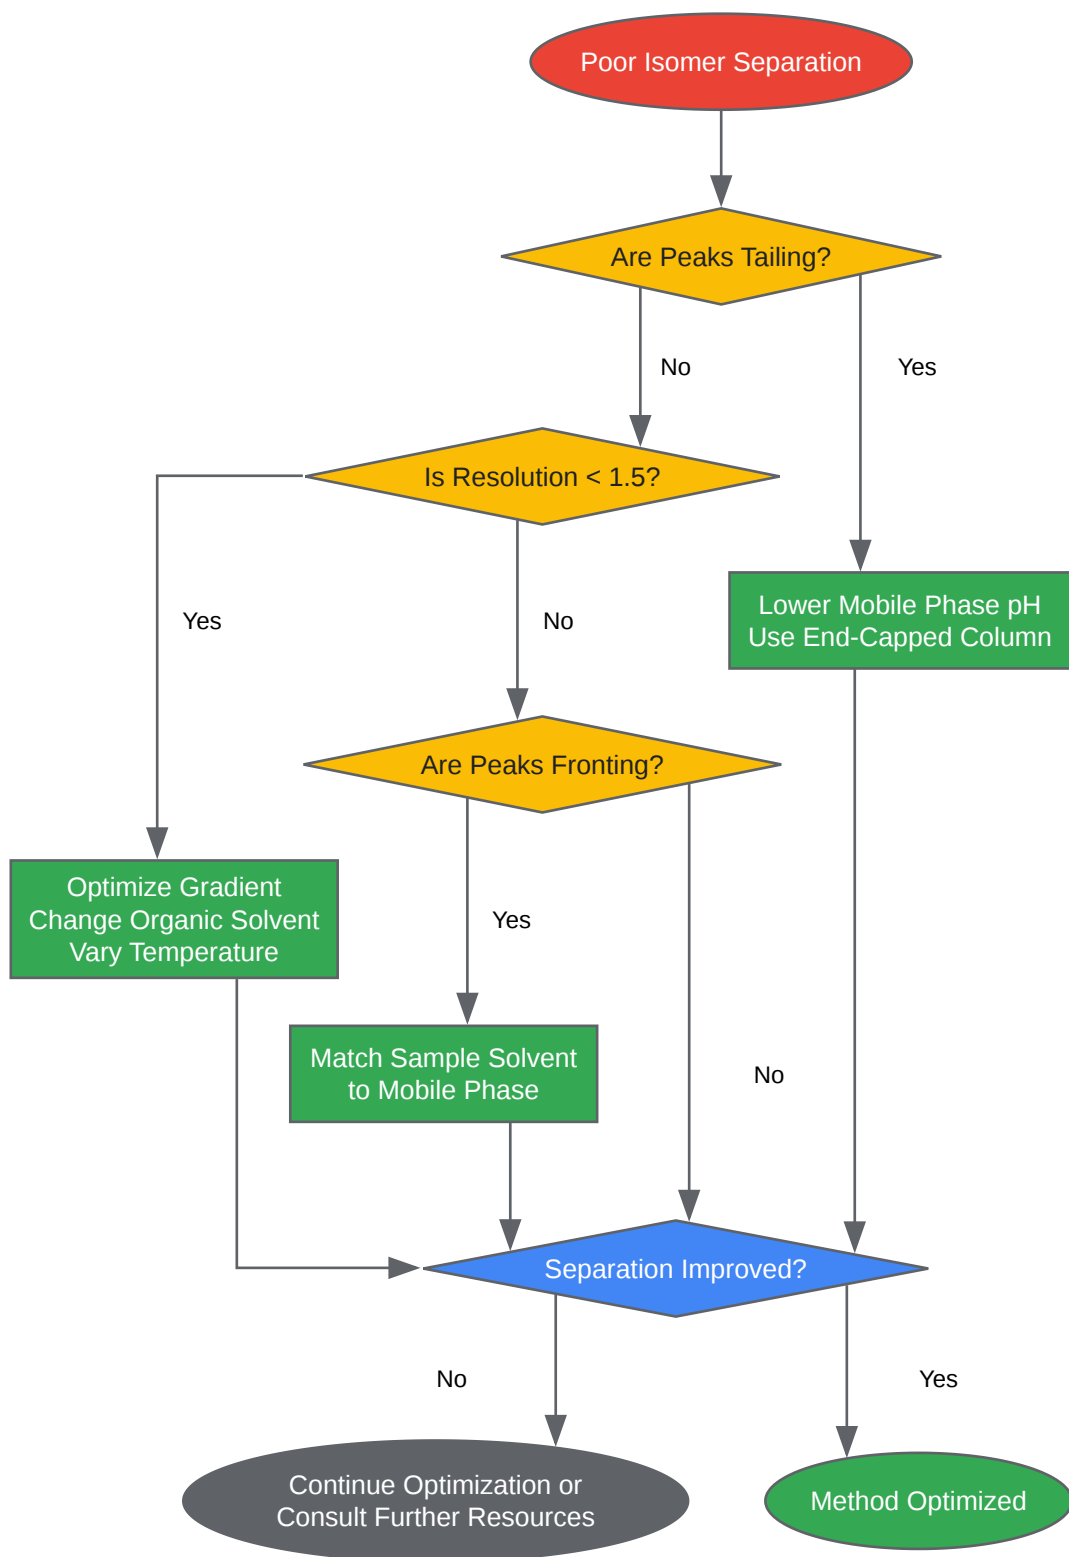 Poor Isomer Separation
Are Peaks Tailing?
No
Yes
Is Resolution < 1.5?
Yes
No
Lower Mobile Phase pH
Use End-Capped Column
Are Peaks Fronting?
Optimize Gradient
Change Organic Solvent
Vary Temperature
Yes
Match Sample Solvent
to Mobile Phase
No
Separation Improved?
No
Yes
Continue Optimization or
Consult Further Resources
Method Optimized